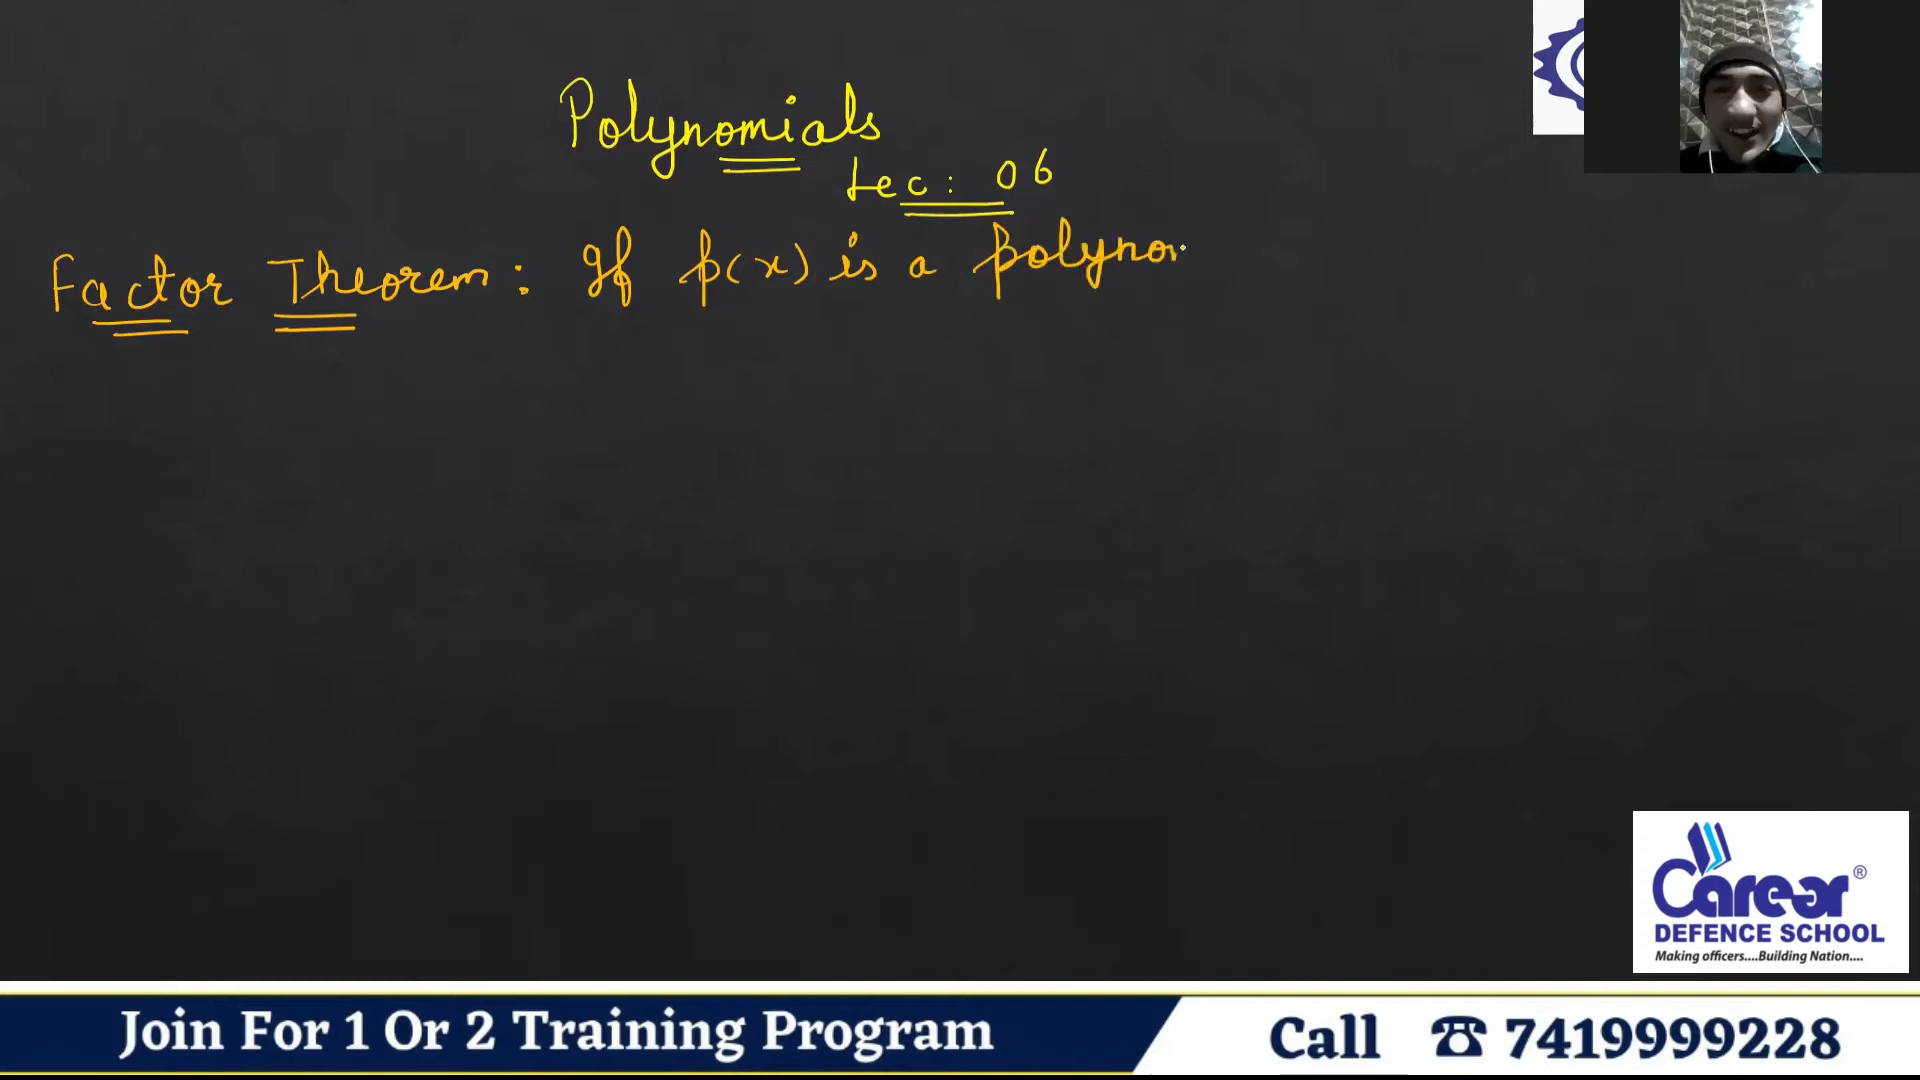 Polynomials
Lec: 06
Factor Theorem: If p(x) is a polyno
Career®
DEFENCE SCHOOL
Making officers....Building Nation....
Join For 1 Or 2 Training Program
Call ☎ 7419999228